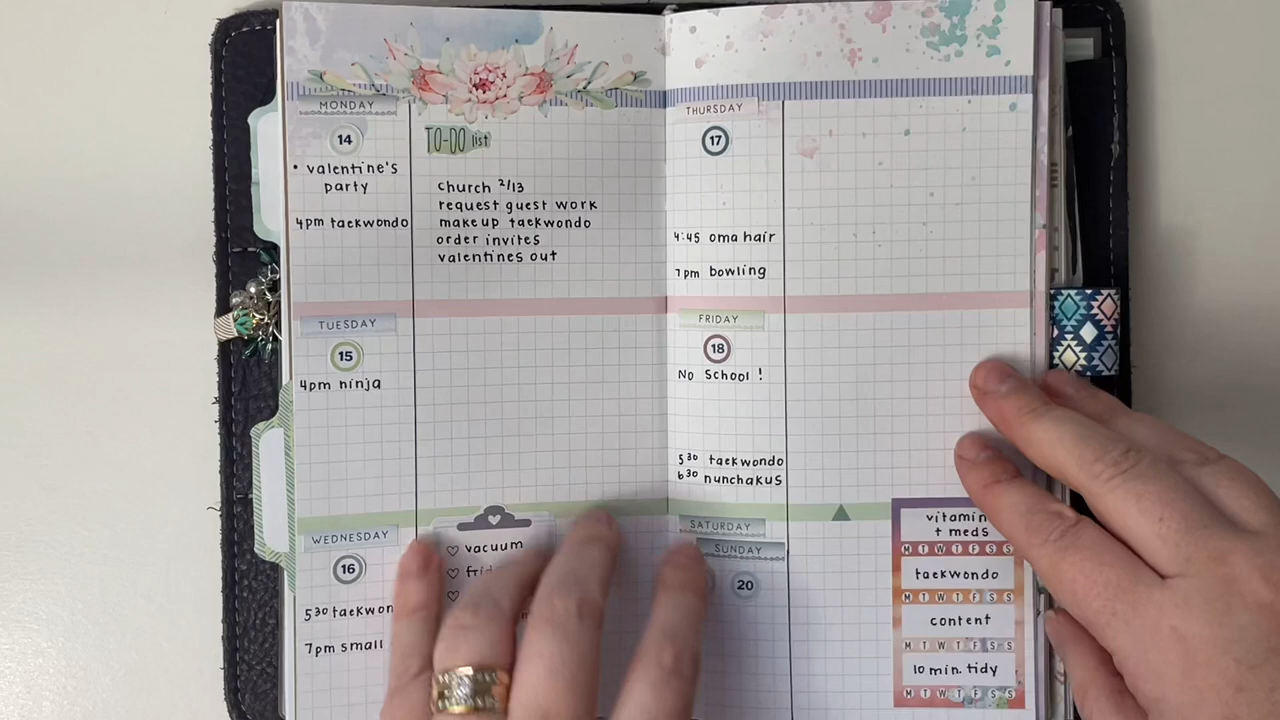 MONDAY
14
• valentine's
party
4pm taekwondo
TO-DO list
church 2/13
request guest work
makeup taekwondo
order invites
valentines out
TUESDAY
15
4pm ninja
WEDNESDAY
16
5³⁰
7pm small
vacuum
THURSDAY
17
4:45 oma hair
7pm bowling
FRIDAY
18
No School !
5³⁰ taekwondo
6³⁰ nunchakus
SATURDAY
SUNDAY
20
+ meds
M T W T F S S
taekwondo
M T W T F S S
content
M T W T F S S
10 min. tidy
M T W T F S S